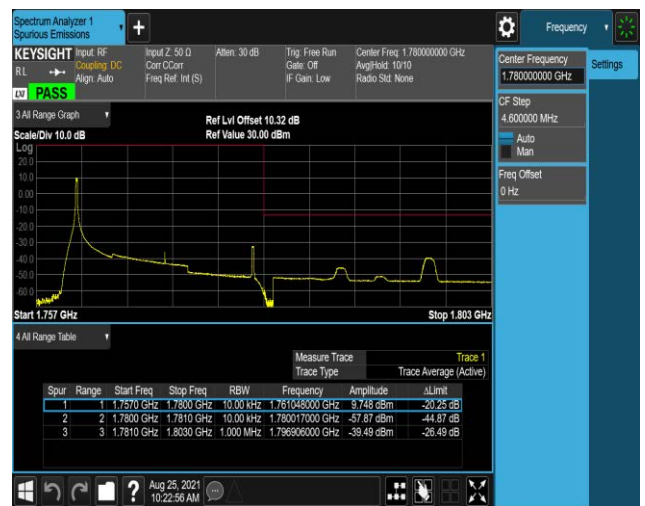 Spectrum Analyzer 1
Spurious Emissions
Frequency
KEYSIGHT Input: RF Input Z: 50 Ω Atten: 30 dB Trig: Free Run Center Freq: 1.780000000 GHz
RL Coupling: DC Corr CCorr Gate: Off Avg|Hold: 10/10
Align: Auto Freq Ref: Int (S) IF Gain: Low Radio Std: None
LXI PASS
Center Frequency
1.780000000 GHz
Settings
CF Step
4.600000 MHz
Auto
Man
Freq Offset
0 Hz
3 All Range Graph
Ref Lvl Offset 10.32 dB
Scale/Div 10.0 dB Ref Value 30.00 dBm
Log
20.0
10.0
0.00
-10.0
-20.0
-30.0
-40.0
-50.0
-60.0
Start 1.757 GHz Stop 1.803 GHz
4 All Range Table
Measure Trace Trace 1
Trace Type Trace Average (Active)
Spur Range Start Freq Stop Freq RBW Frequency Amplitude ΔLimit
1 1 1.7570 GHz 1.7800 GHz 10.00 kHz 1.761048000 GHz 9.748 dBm -20.25 dB
2 2 1.7800 GHz 1.7810 GHz 10.00 kHz 1.780017000 GHz -57.87 dBm -44.87 dB
3 3 1.7810 GHz 1.8030 GHz 1.000 MHz 1.796906000 GHz -39.49 dBm -26.49 dB
? Aug 25, 2021
10:22:56 AM